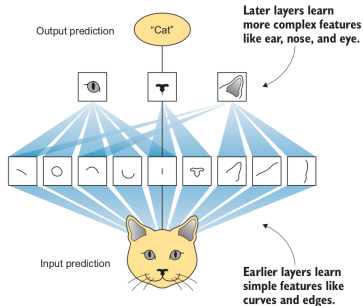 Output prediction
“Cat”
Later layers learn
more complex features
like ear, nose, and eye.
Input prediction
Earlier layers learn
simple features like
curves and edges.